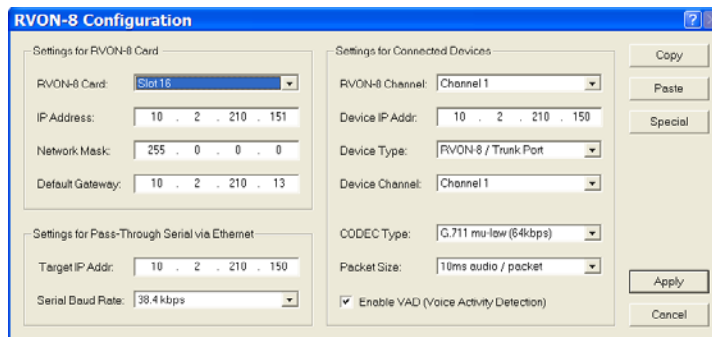 RVON-8 Configuration
Settings for RVON-8 Card
RVON-8 Card: Slot 16
IP Address: 10 . 2 . 210 . 151
Network Mask: 255 . 0 . 0 . 0
Default Gateway: 10 . 2 . 210 . 13
Settings for Pass-Through Serial via Ethernet
Target IP Addr: 10 . 2 . 210 . 150
Serial Baud Rate: 38.4 kbps
Settings for Connected Devices
RVON-8 Channel: Channel 1
Device IP Addr: 10 . 2 . 210 . 150
Device Type: RVON-8 / Trunk Port
Device Channel: Channel 1
CODEC Type: G.711 mu-law (64kbps)
Packet Size: 10ms audio / packet
Enable VAD (Voice Activity Detection)
Copy
Paste
Special
Apply
Cancel